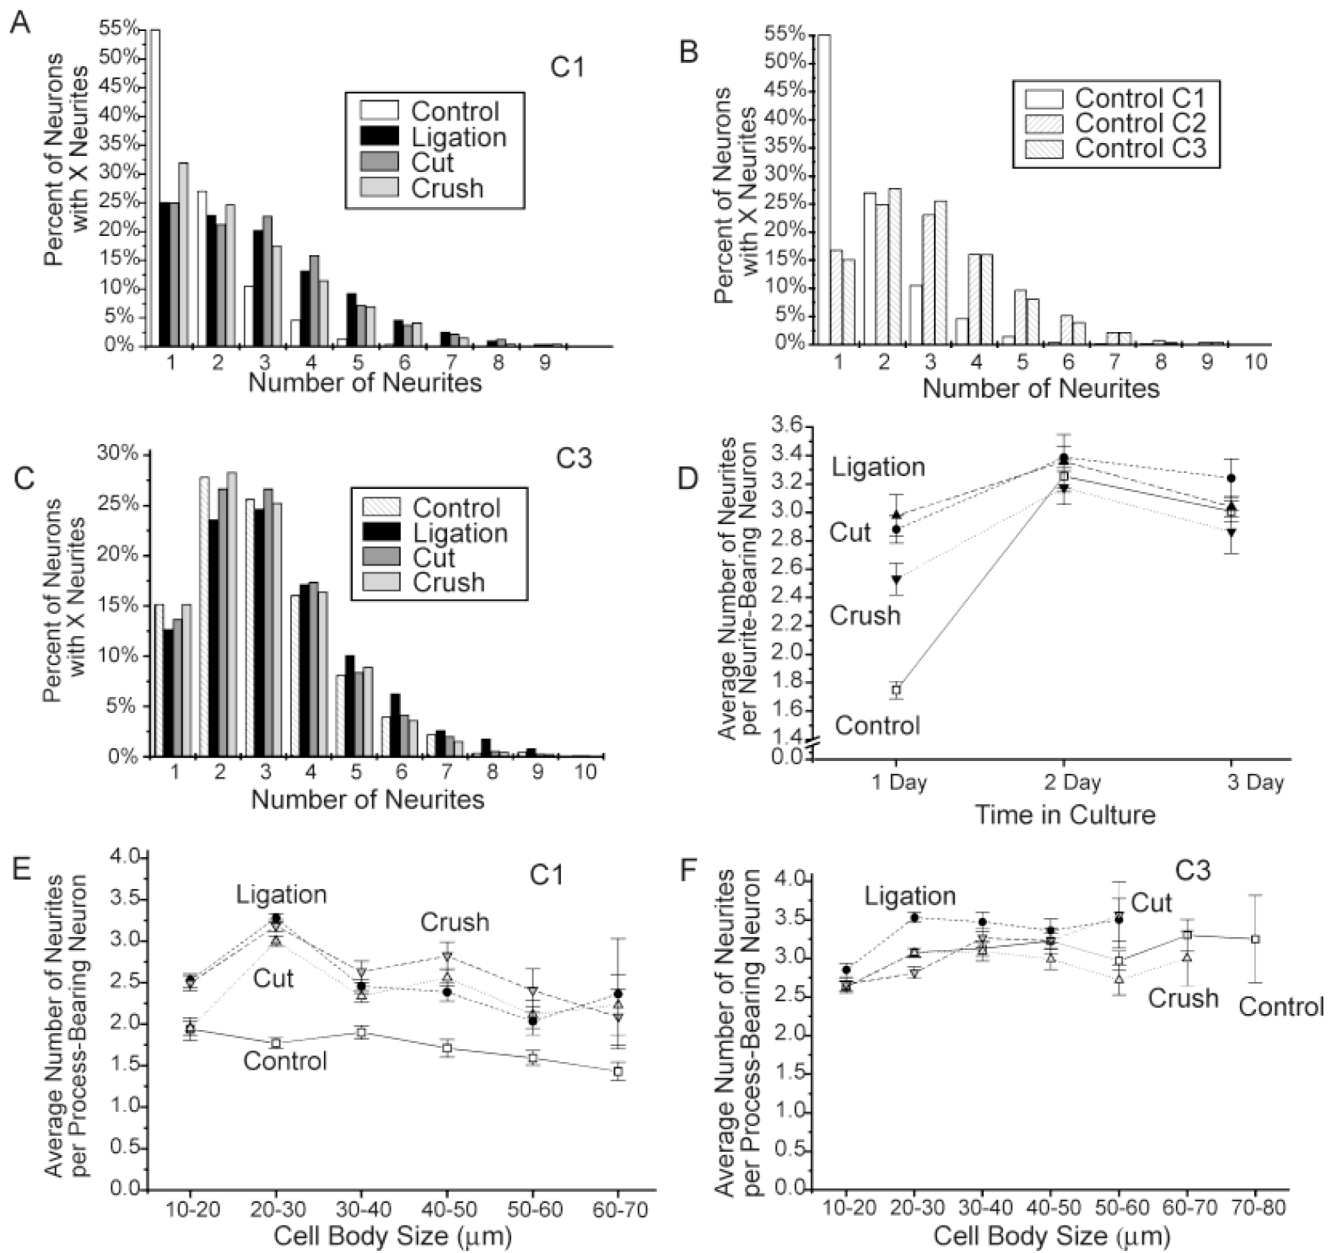 A
C1
Percent of Neurons
with X Neurites
55%
50%
45%
40%
35%
30%
25%
20%
15%
10%
5%
0%
Control
Ligation
Cut
Crush
1 2 3 4 5 6 7 8 9
Number of Neurites
B
Percent of Neurons
with X Neurites
55%
50%
45%
40%
35%
30%
25%
20%
15%
10%
5%
0%
Control C1
Control C2
Control C3
1 2 3 4 5 6 7 8 9 10
Number of Neurites
C
C3
Percent of Neurons
with X Neurites
30%
25%
20%
15%
10%
5%
0%
Control
Ligation
Cut
Crush
1 2 3 4 5 6 7 8 9 10
Number of Neurites
D
Average Number of Neurites
per Neurite-Bearing Neuron
3.6
3.4
3.2
3.0
2.8
2.6
2.4
2.2
2.0
1.8
1.6
1.4
0.0
Ligation
Cut
Crush
Control
1 Day 2 Day 3 Day
Time in Culture
E
C1
Average Number of Neurites
per Process-Bearing Neuron
4.0
3.5
3.0
2.5
2.0
1.5
1.0
0.5
0.0
Ligation
Crush
Cut
Control
10-20 20-30 30-40 40-50 50-60 60-70
Cell Body Size (μm)
F
C3
Average Number of Neurites
per Process-Bearing Neuron
4.0
3.5
3.0
2.5
2.0
1.5
1.0
0.5
0.0
Ligation
Cut
Crush
Control
10-20 20-30 30-40 40-50 50-60 60-70 70-80
Cell Body Size (μm)